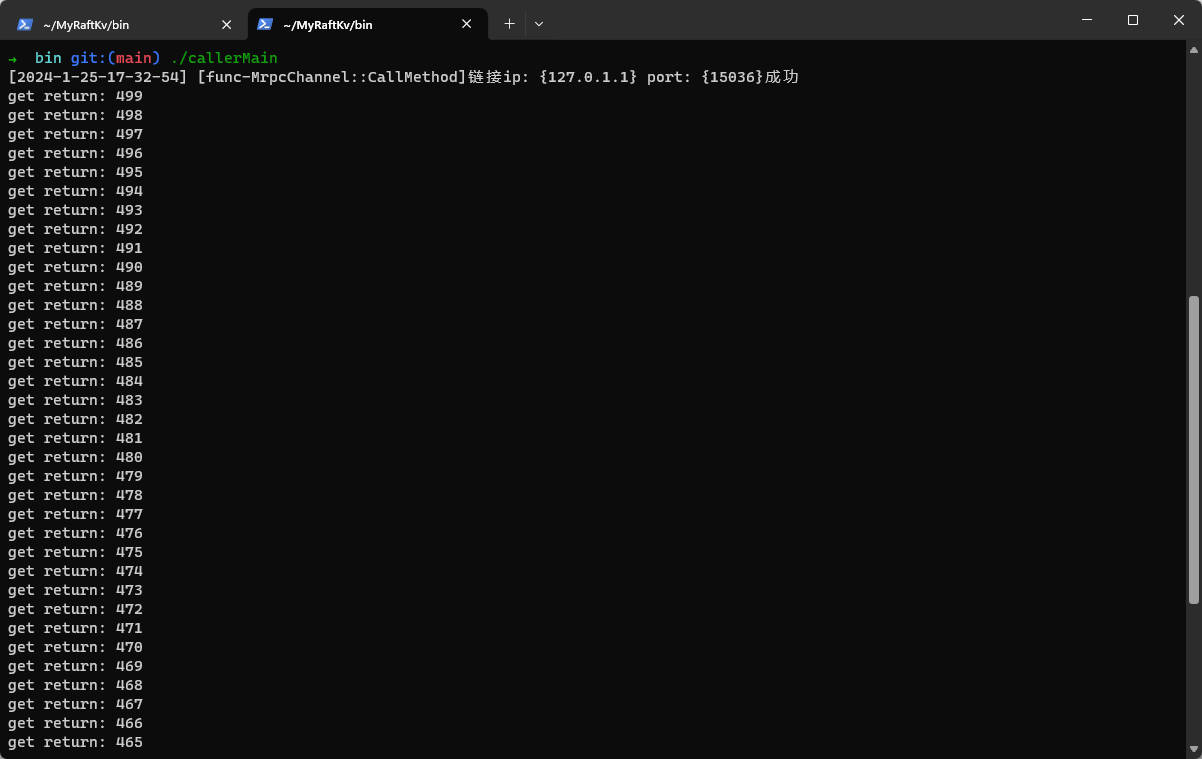 ~/MyRaftKv/bin
~/MyRaftKv/bin
→ bin git:(main) ./callerMain
[2024-1-25-17-32-54] [func-MrpcChannel::CallMethod]链接ip: {127.0.1.1} port: {15036}成功
get return: 499
get return: 498
get return: 497
get return: 496
get return: 495
get return: 494
get return: 493
get return: 492
get return: 491
get return: 490
get return: 489
get return: 488
get return: 487
get return: 486
get return: 485
get return: 484
get return: 483
get return: 482
get return: 481
get return: 480
get return: 479
get return: 478
get return: 477
get return: 476
get return: 475
get return: 474
get return: 473
get return: 472
get return: 471
get return: 470
get return: 469
get return: 468
get return: 467
get return: 466
get return: 465